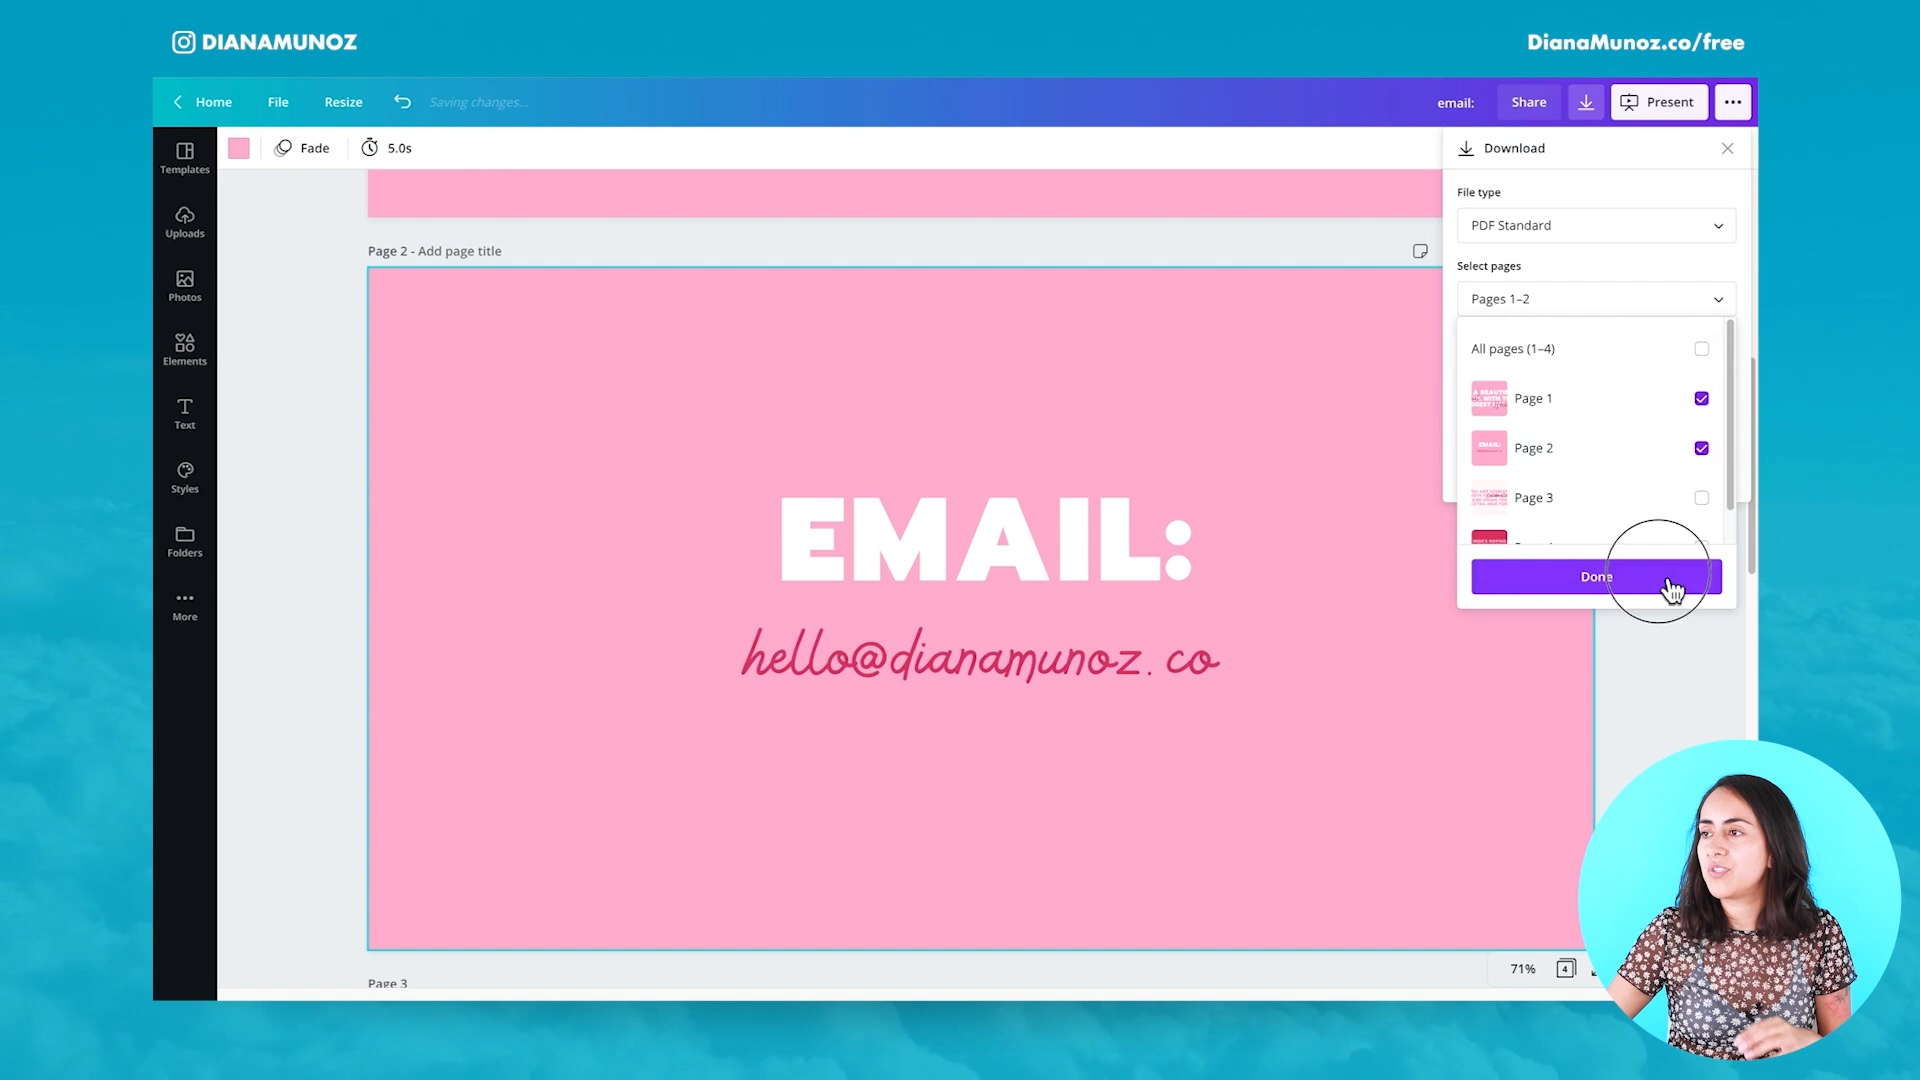 DIANAMUNOZ
DianaMunoz.co/free
Home
File
Resize
Saving changes...
email:
Share
Present
Templates
Uploads
Photos
Elements
Text
Styles
Folders
More
Fade
5.0s
Page 2 - Add page title
EMAIL:
hello@dianamunoz.co
Page 3
71%
4
Download
File type
PDF Standard
Select pages
Pages 1–2
All pages (1–4)
Page 1
EMAIL:
Page 2
Page 3
Done